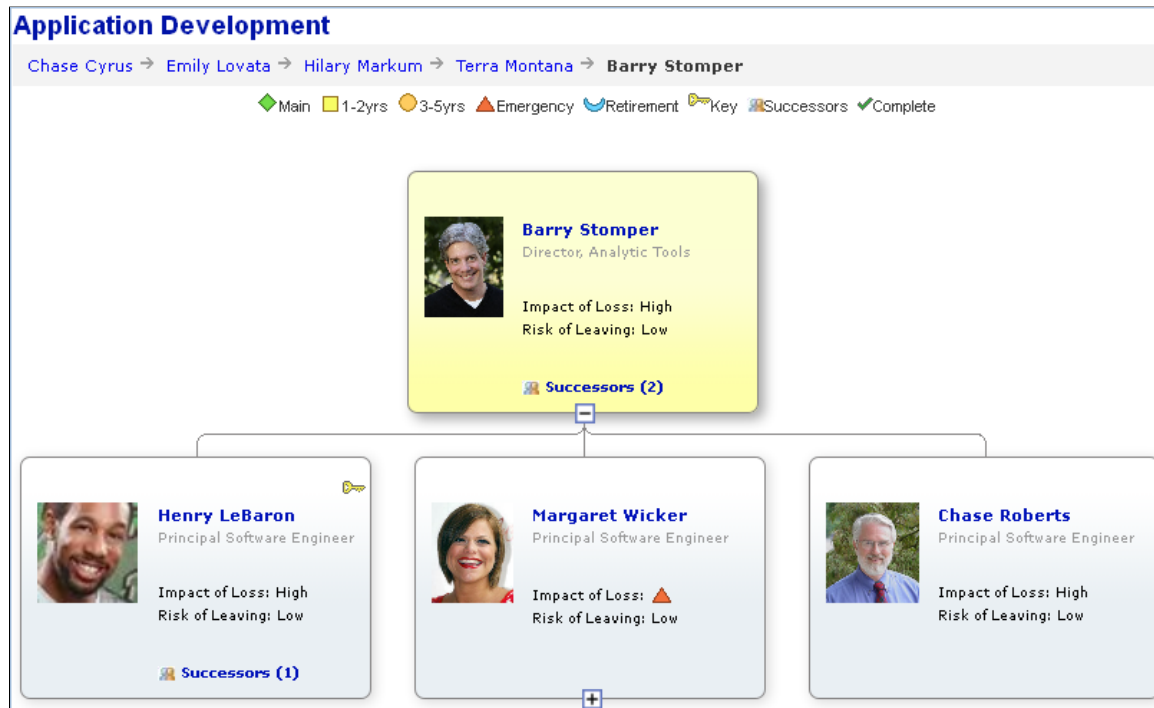 Application Development
Chase Cyrus → Emily Lovata → Hilary Markum → Terra Montana → Barry Stomper
Main 1-2yrs 3-5yrs Emergency Retirement Key Successors Complete
Barry Stomper
Director, Analytic Tools
Impact of Loss: High
Risk of Leaving: Low
Successors (2)
Henry LeBaron
Principal Software Engineer
Impact of Loss: High
Risk of Leaving: Low
Successors (1)
Margaret Wicker
Principal Software Engineer
Impact of Loss:
Risk of Leaving: Low
Chase Roberts
Principal Software Engineer
Impact of Loss: High
Risk of Leaving: Low